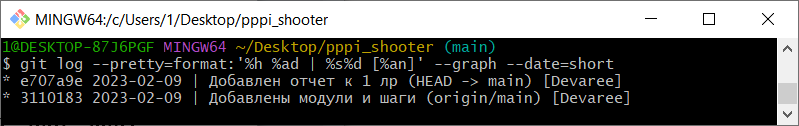 MINGW64:/c/Users/1/Desktop/pppi_shooter
1@DESKTOP-87J6PGF MINGW64 ~/Desktop/pppi_shooter (main)
$ git log --pretty=format:'%h %ad | %s%d [%an]' --graph --date=short
* e707a9e 2023-02-09 | Добавлен отчет к 1 лр (HEAD -> main) [Devaree]
* 3110183 2023-02-09 | Добавлены модули и шаги (origin/main) [Devaree]